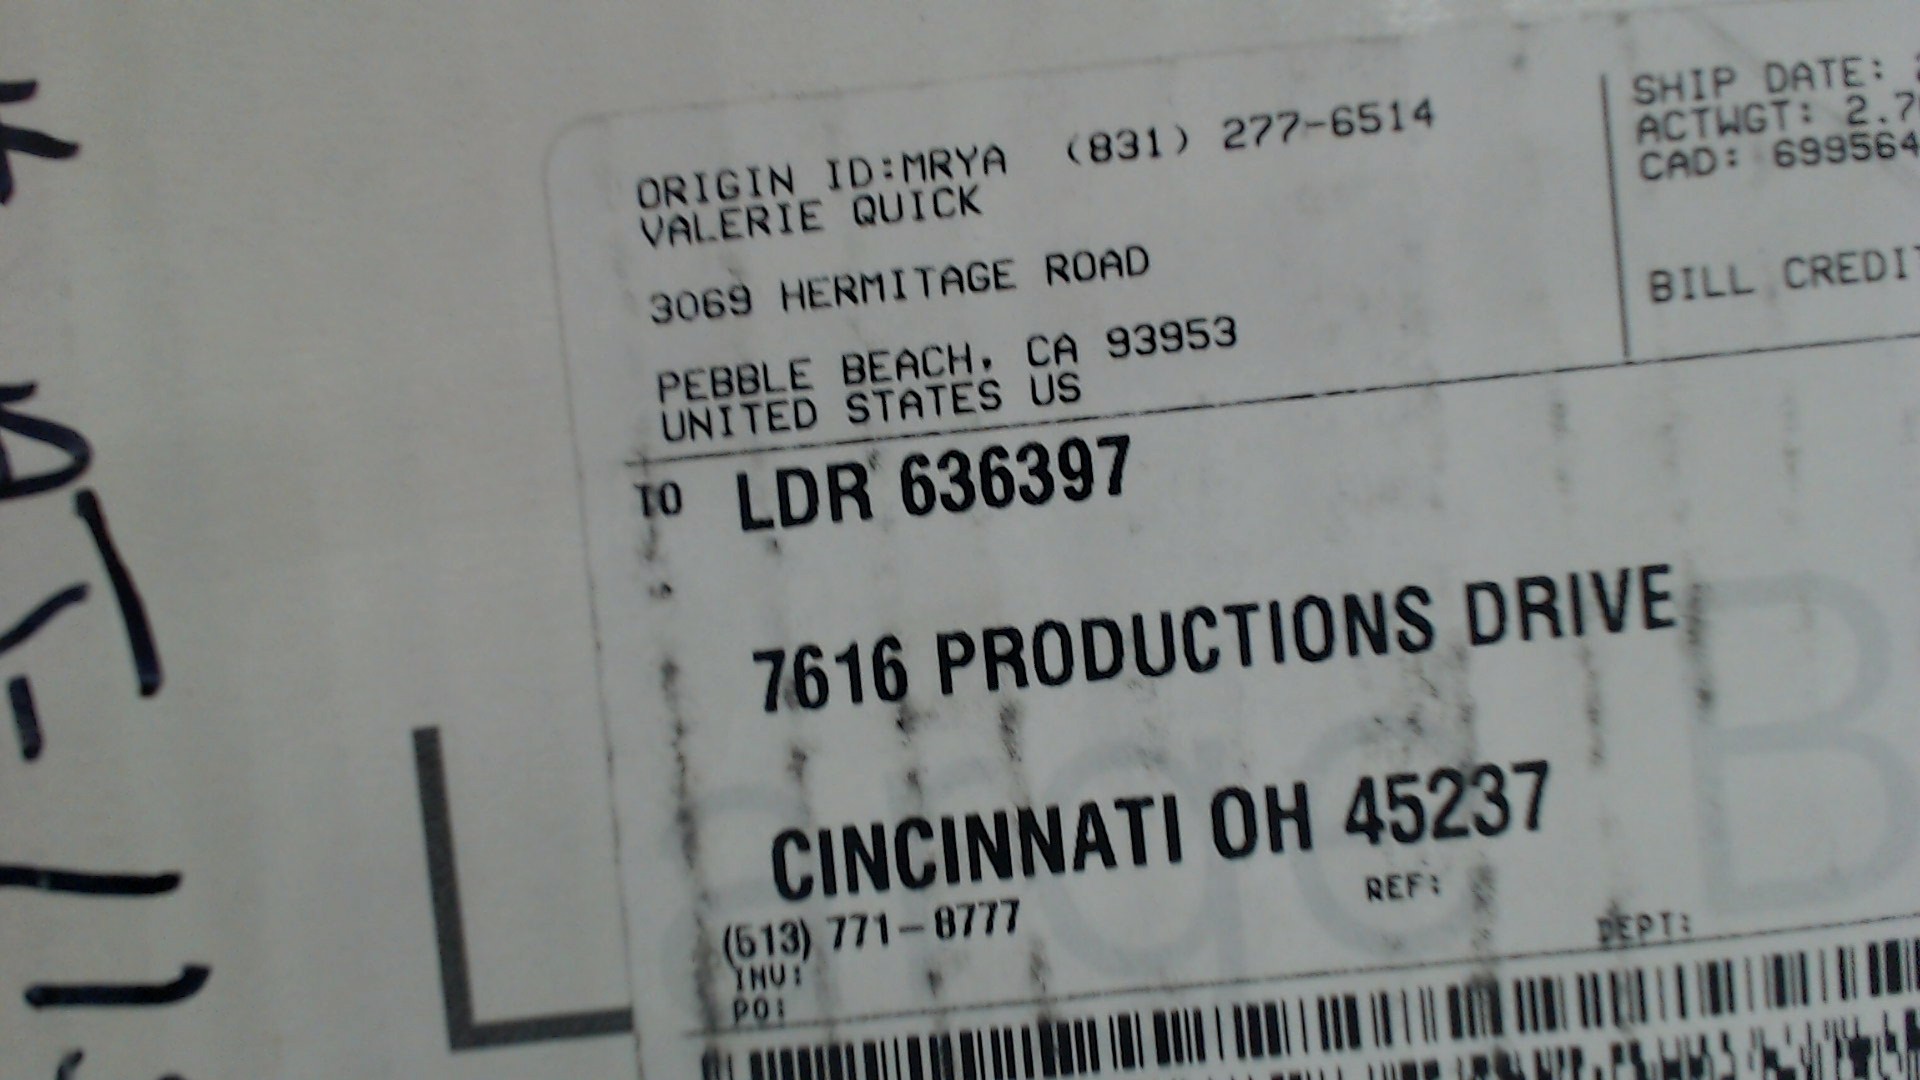 ORIGIN ID:MRYA (831) 277-6514
VALERIE QUICK
3069 HERMITAGE ROAD
PEBBLE BEACH, CA 93953
UNITED STATES US
SHIP DATE:
ACTWGT: 2.7
CAD: 699564
BILL CREDIT
TO LDR 636397
7616 PRODUCTIONS DRIVE
CINCINNATI OH 45237
(513) 771-8777
REF:
INV:
PO:
DEPT:
Large B